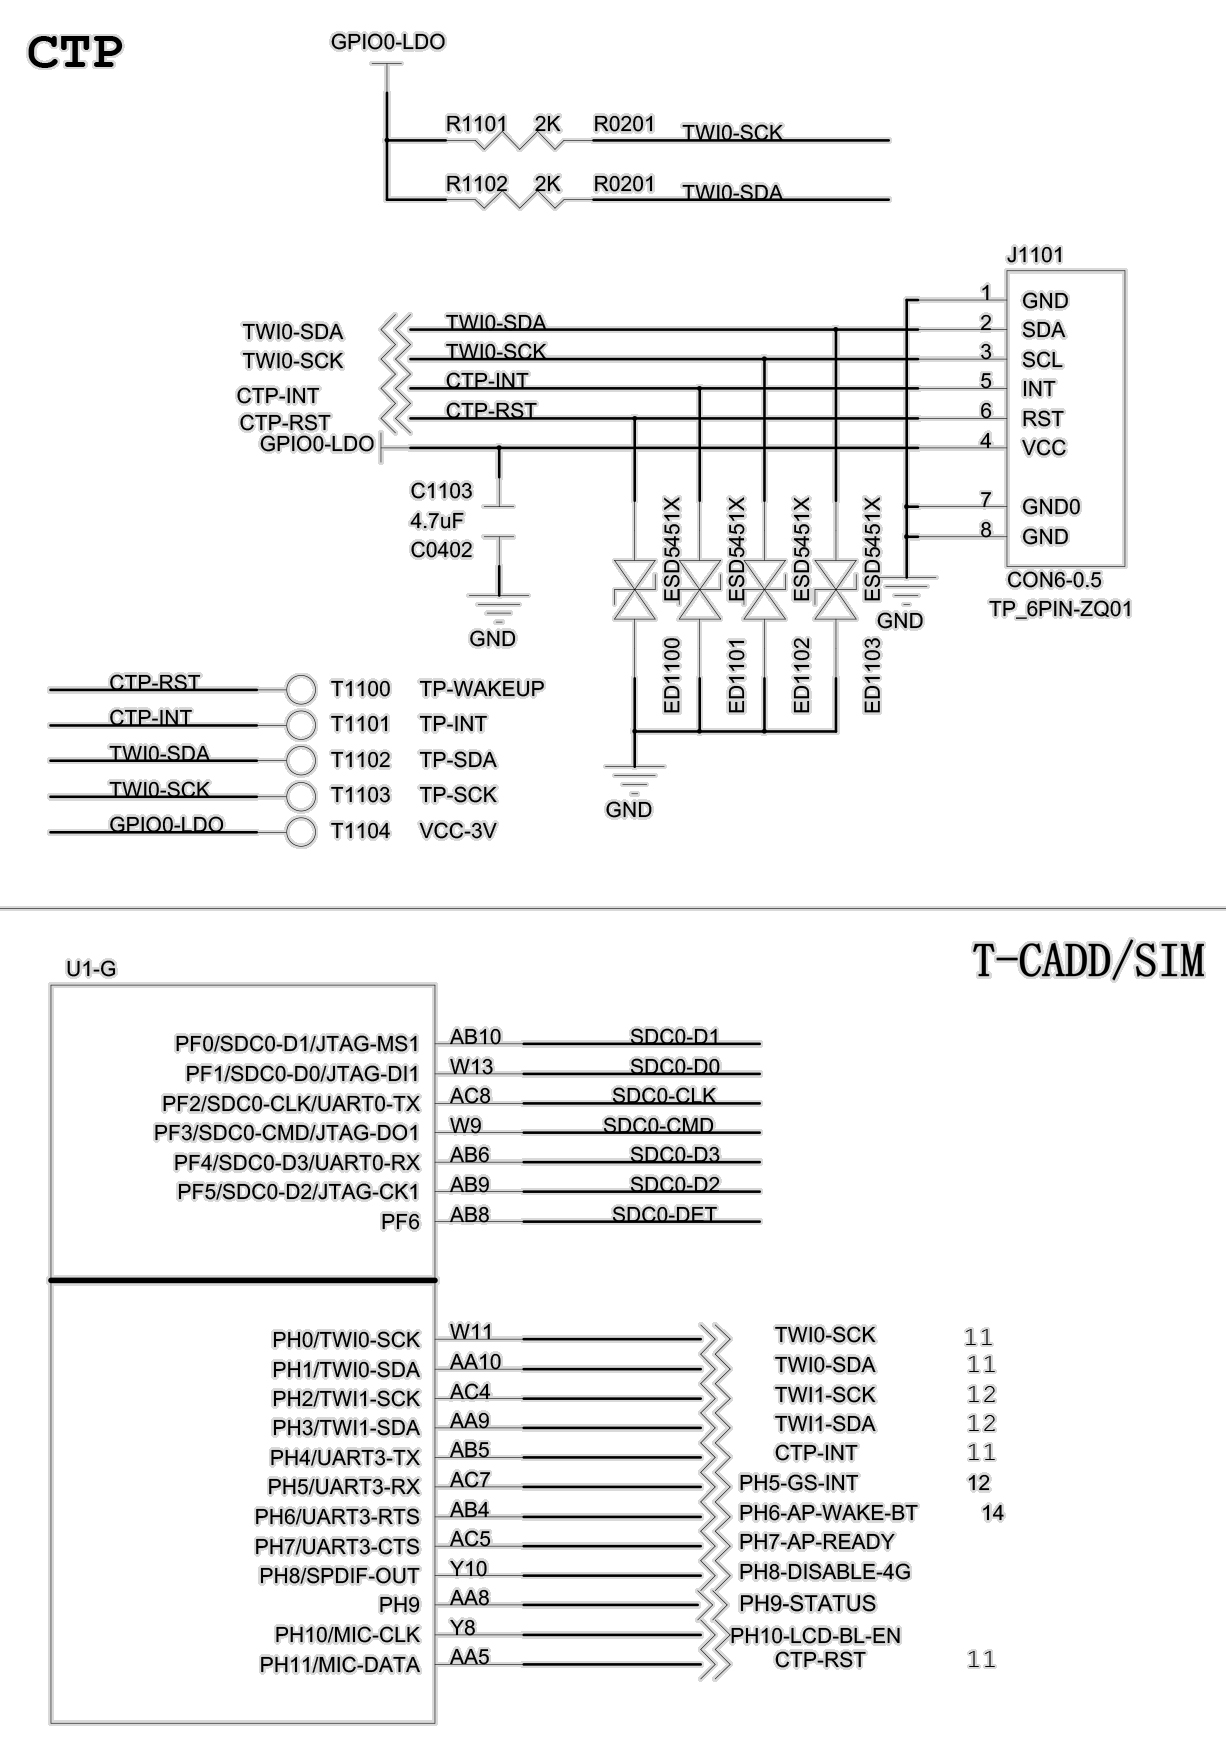 CTP
GPIO0-LDO
R1101 2K R0201 TWI0-SCK
R1102 2K R0201 TWI0-SDA
J1101
1 GND
TWI0-SDA TWI0-SDA 2 SDA
TWI0-SCK TWI0-SCK 3 SCL
CTP-INT CTP-INT 5 INT
CTP-RST CTP-RST 6 RST
GPIO0-LDO 4 VCC
C1103
4.7uF
C0402
7 GND0
8 GND
ESD5451X ESD5451X ESD5451X ESD5451X
CON6-0.5
TP_6PIN-ZQ01
GND
GND
ED1100 ED1101 ED1102 ED1103
CTP-RST T1100 TP-WAKEUP
CTP-INT T1101 TP-INT
TWI0-SDA T1102 TP-SDA
TWI0-SCK T1103 TP-SCK
GND
GPIO0-LDO T1104 VCC-3V
T-CADD/SIM
U1-G
PF0/SDC0-D1/JTAG-MS1 AB10 SDC0-D1
PF1/SDC0-D0/JTAG-DI1 W13 SDC0-D0
PF2/SDC0-CLK/UART0-TX AC8 SDC0-CLK
PF3/SDC0-CMD/JTAG-DO1 W9 SDC0-CMD
PF4/SDC0-D3/UART0-RX AB6 SDC0-D3
PF5/SDC0-D2/JTAG-CK1 AB9 SDC0-D2
PF6 AB8 SDC0-DET
PH0/TWI0-SCK W11 TWI0-SCK 11
PH1/TWI0-SDA AA10 TWI0-SDA 11
PH2/TWI1-SCK AC4 TWI1-SCK 12
PH3/TWI1-SDA AA9 TWI1-SDA 12
PH4/UART3-TX AB5 CTP-INT 11
PH5/UART3-RX AC7 PH5-GS-INT 12
PH6/UART3-RTS AB4 PH6-AP-WAKE-BT 14
PH7/UART3-CTS AC5 PH7-AP-READY
PH8/SPDIF-OUT Y10 PH8-DISABLE-4G
PH9 AA8 PH9-STATUS
PH10/MIC-CLK Y8 PH10-LCD-BL-EN
PH11/MIC-DATA AA5 CTP-RST 11